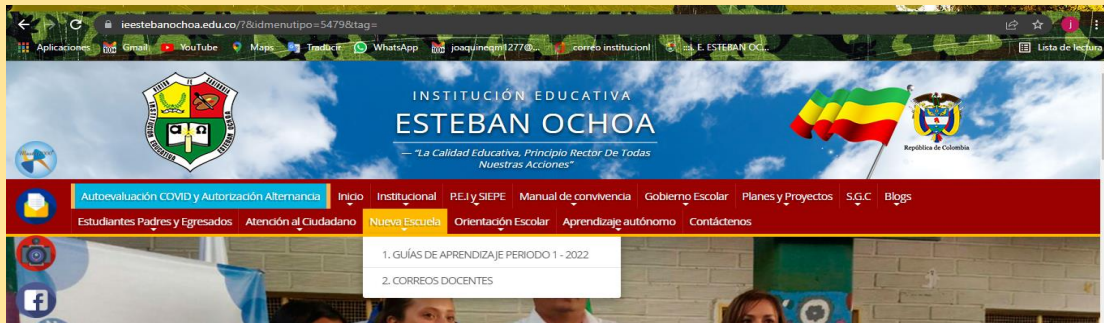 ieestebanochoa.edu.co/?&idmenutipo=5479&tag=
Aplicaciones Gmail YouTube Maps Traducir WhatsApp joaquineqm1277@... correo institucionl I. E. ESTEBAN OC... Lista de lectura
INSTITUCIÓN EDUCATIVA
ESTEBAN OCHOA
— "La Calidad Educativa, Principio Rector De Todas
Nuestras Acciones"
República de Colombia
Autoevaluación COVID y Autorización Alternancia Inicio Institucional P.E.I y SIEPE Manual de convivencia Gobierno Escolar Planes y Proyectos S.G.C Blogs
Estudiantes Padres y Egresados Atención al Ciudadano Nueva Escuela Orientación Escolar Aprendizaje autónomo Contáctenos
1. GUÍAS DE APRENDIZAJE PERIODO 1 - 2022
2. CORREOS DOCENTES